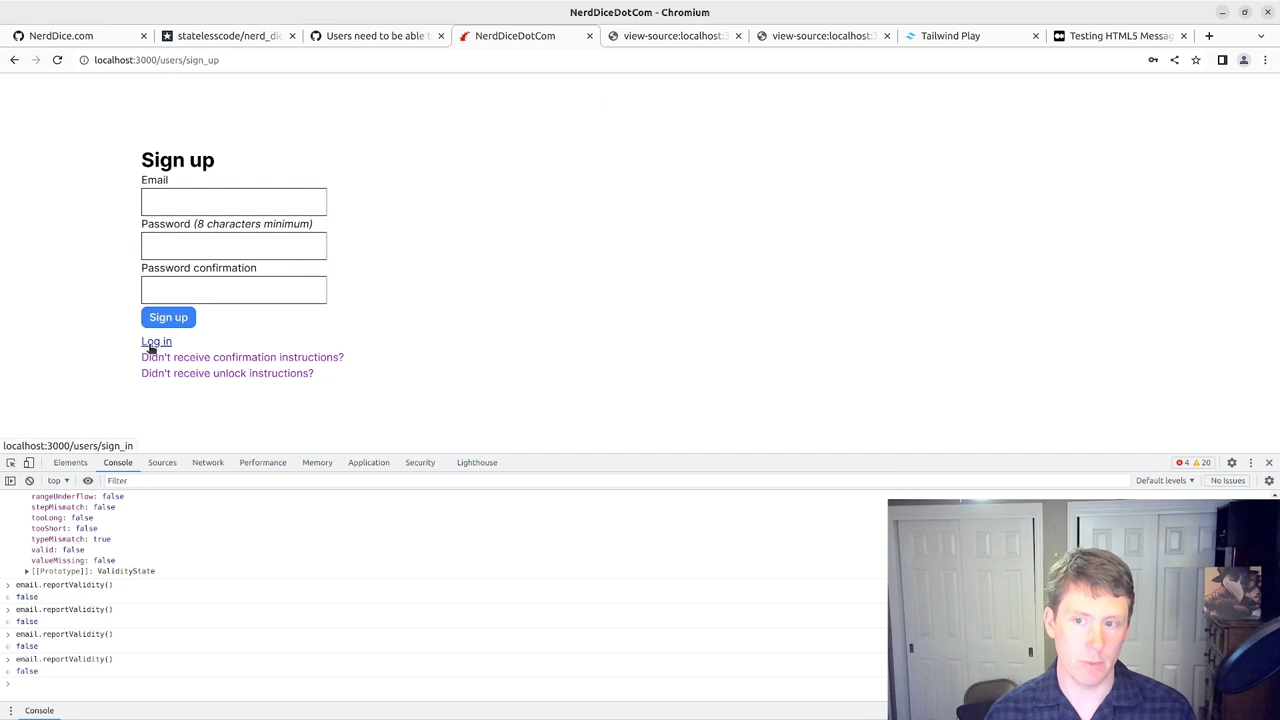 NerdDiceDotCom - Chromium
NerdDice.com
statelesscode/nerd_dic
Users need to be able t
NerdDiceDotCom
view-source:localhost:3
view-source:localhost:3
Tailwind Play
Testing HTML5 Messag
localhost:3000/users/sign_up
Sign up
Email
Password (8 characters minimum)
Password confirmation
Sign up
Log in
Didn't receive confirmation instructions?
Didn't receive unlock instructions?
localhost:3000/users/sign_in
Elements Console Sources Network Performance Memory Application Security Lighthouse 4 20
top Filter Default levels No Issues
rangeUnderflow: false
stepMismatch: false
tooLong: false
tooShort: false
typeMismatch: true
valid: false
valueMissing: false
[[Prototype]]: ValidityState
email.reportValidity()
false
email.reportValidity()
false
email.reportValidity()
false
email.reportValidity()
false
Console